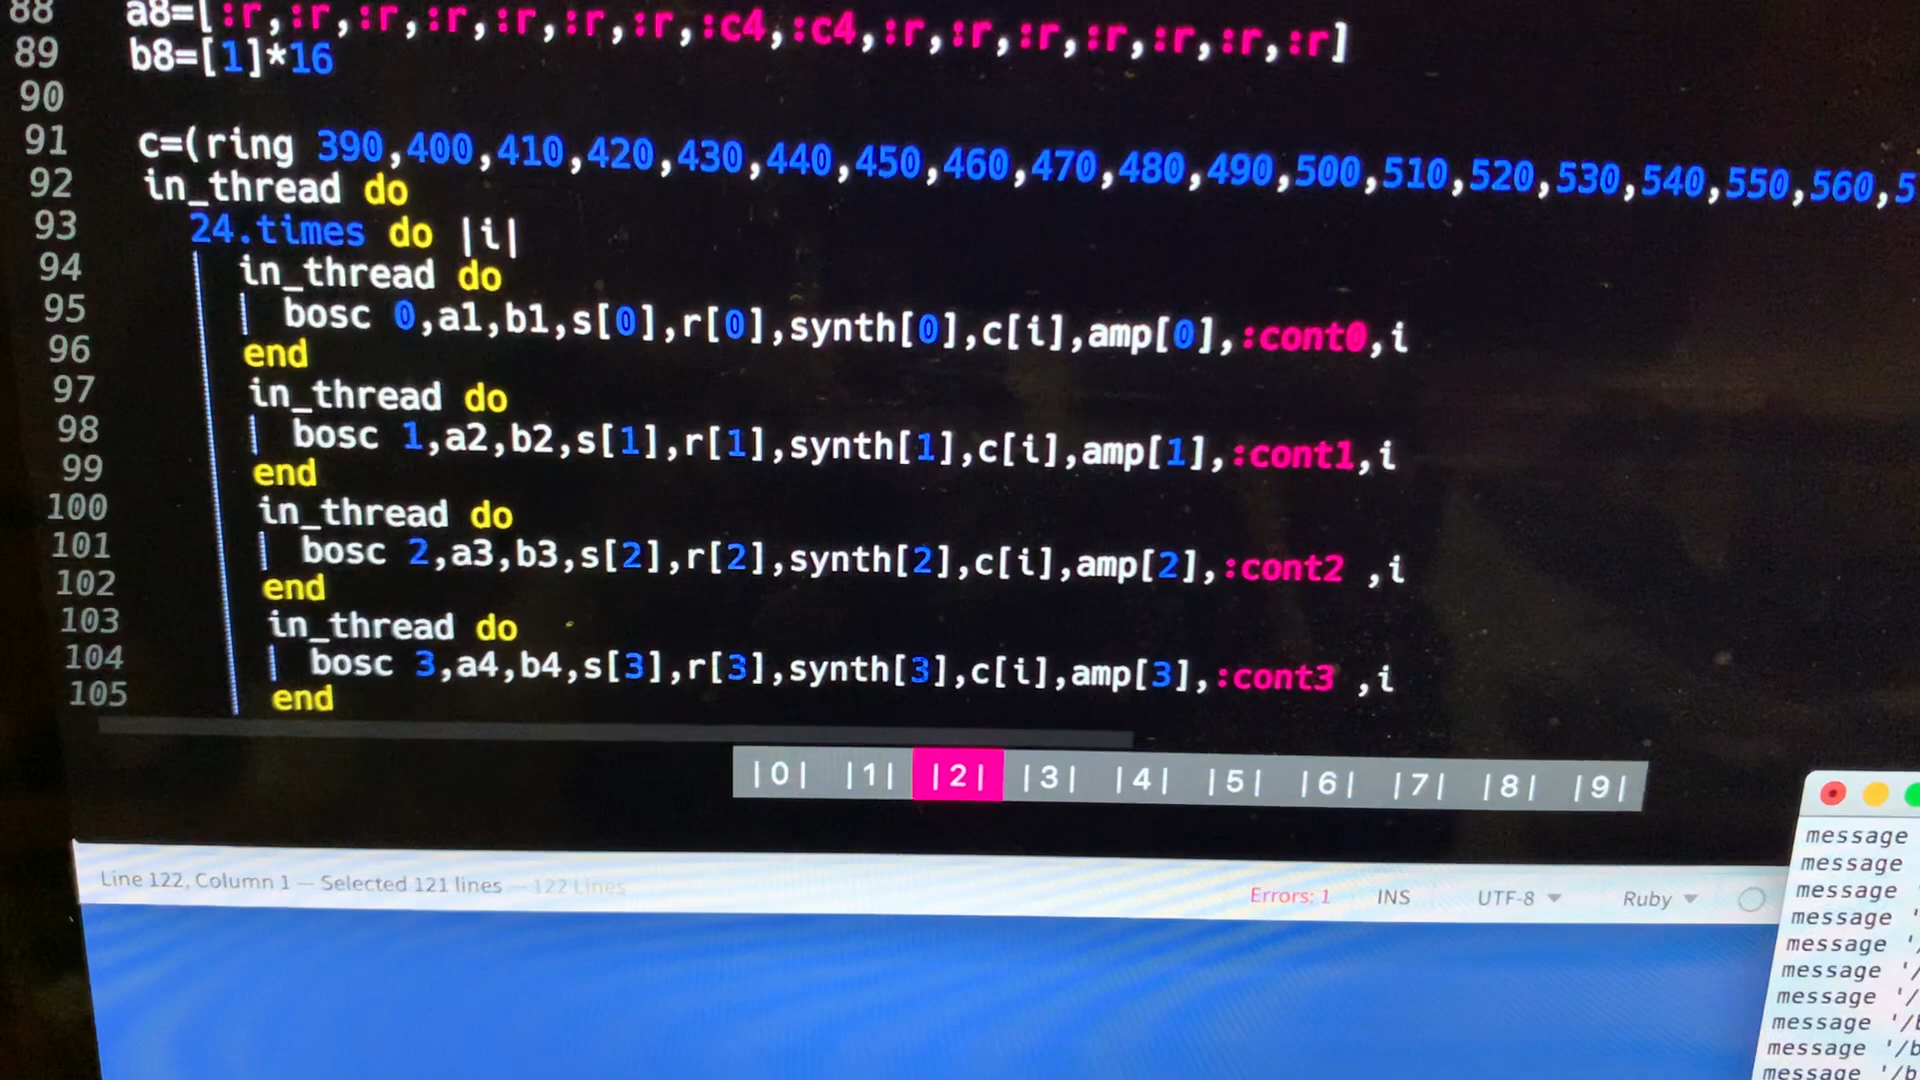 88 a8=[:r,:r,:r,:r,:r,:r,:r,:c4,:c4,:r,:r,:r,:r,:r,:r,:r]
89 b8=[1]*16
90
91 c=(ring 390,400,410,420,430,440,450,460,470,480,490,500,510,520,530,540,550,560,5
92 in_thread do
93 24.times do |i|
94 in_thread do
95 bosc 0,a1,b1,s[0],r[0],synth[0],c[i],amp[0],:cont0,i
96 end
97 in_thread do
98 bosc 1,a2,b2,s[1],r[1],synth[1],c[i],amp[1],:cont1,i
99 end
100 in_thread do
101 bosc 2,a3,b3,s[2],r[2],synth[2],c[i],amp[2],:cont2 ,i
102 end
103 in_thread do
104 bosc 3,a4,b4,s[3],r[3],synth[3],c[i],amp[3],:cont3 ,i
105 end
|0| |1| |2| |3| |4| |5| |6| |7| |8| |9|
Line 122, Column 1 — Selected 121 lines — 122 Lines
Errors: 1 INS UTF-8 Ruby
message
message
message '
message '
message '/
message '/
message '/
message '/b
message '/b
message '/b